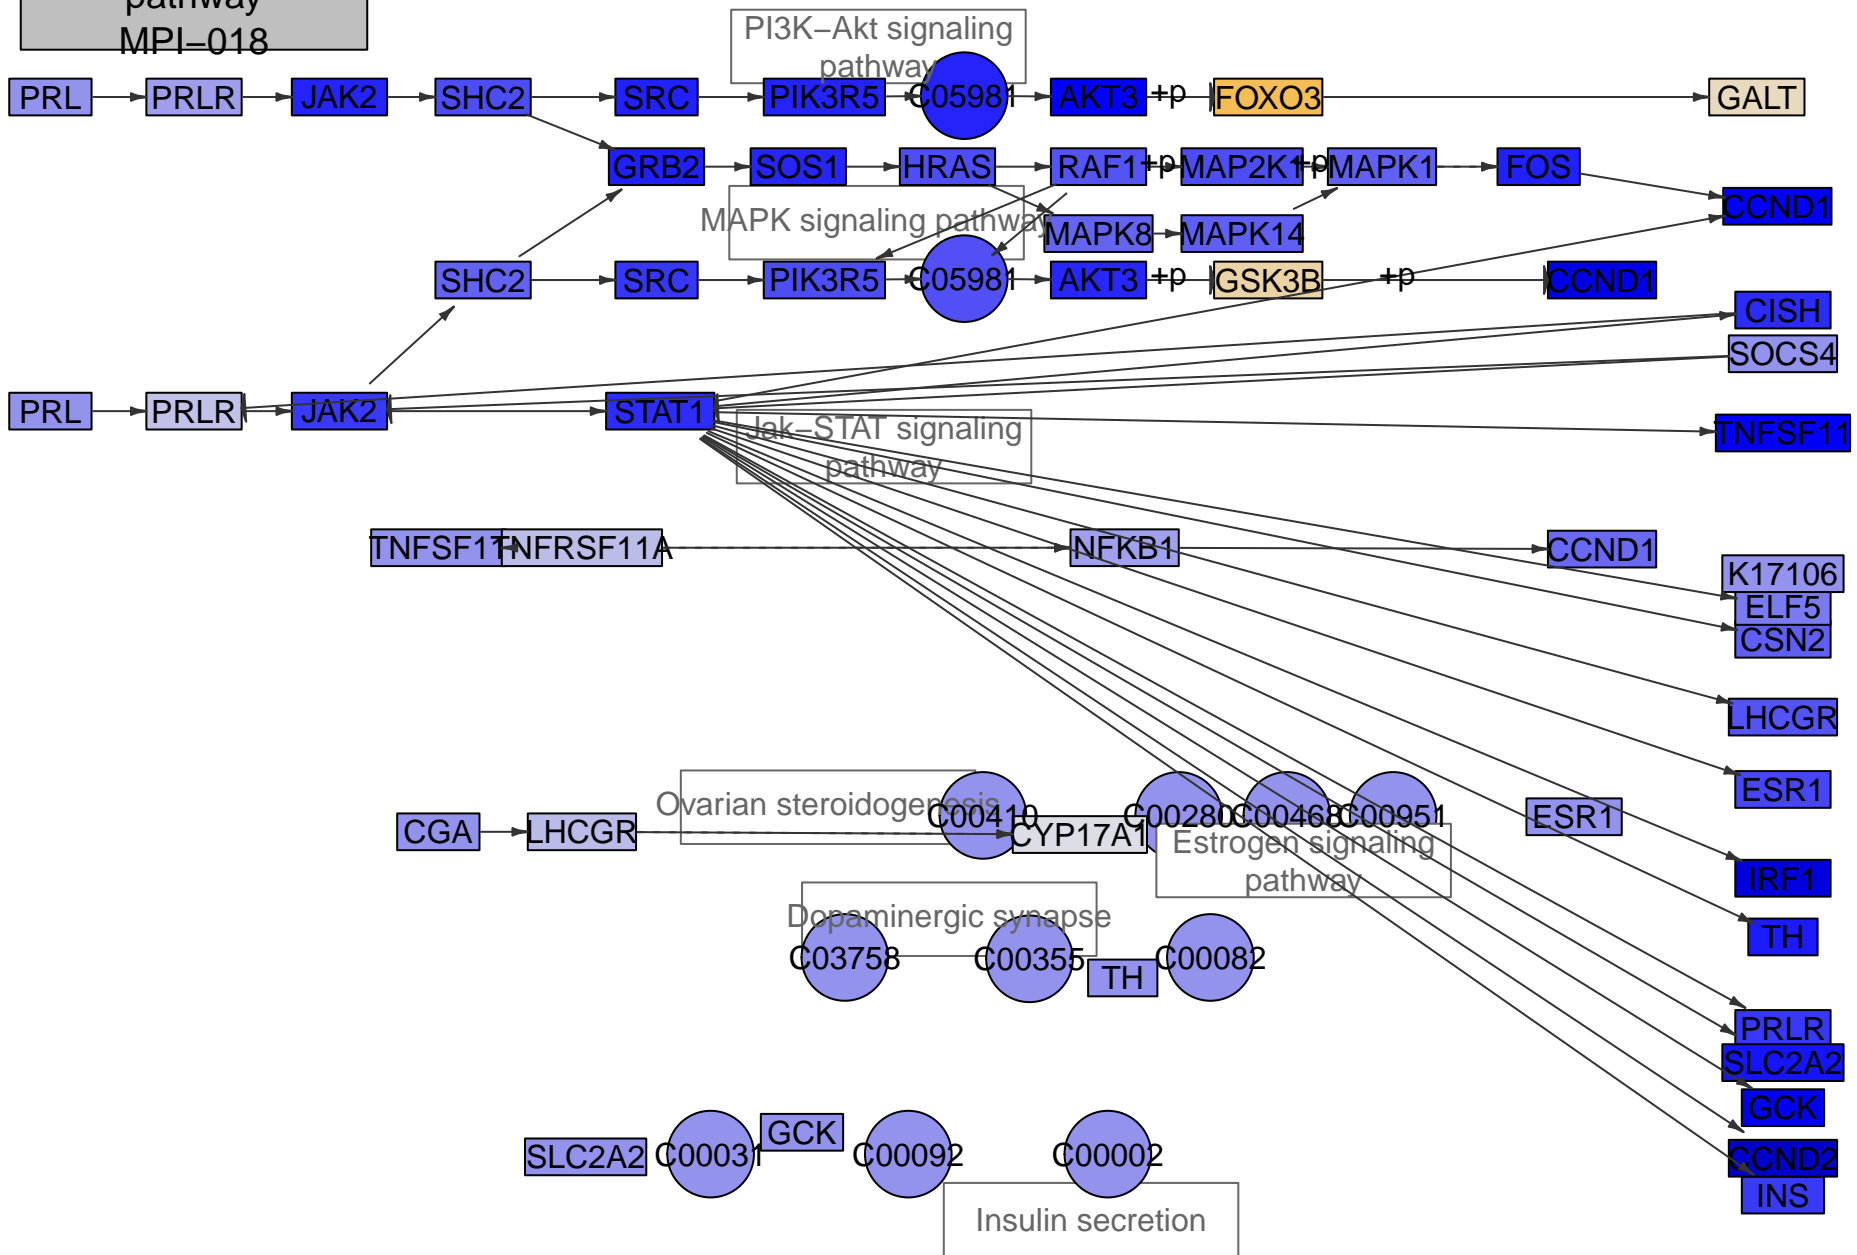 pathway
MPI−018
PI3K−Akt signaling
pathway
PRL
PRLR
JAK2
SHC2
SRC
PIK3R5
C05981
AKT3
+p
FOXO3
GALT
GRB2
SOS1
HRAS
RAF1
+p
MAP2K1
+p
MAPK1
FOS
CCND1
MAPK signaling pathway
MAPK8
MAPK14
SHC2
SRC
PIK3R5
C05981
AKT3
+p
GSK3B
+p
CCND1
CISH
SOCS4
PRL
PRLR
JAK2
STAT1
Jak−STAT signaling
pathway
TNFSF11
TNFSF11
TNFRSF11A
NFKB1
CCND1
K17106
ELF5
CSN2
LHCGR
ESR1
Ovarian steroidogenesis
C00410
C00280
C00468
C00951
ESR1
CGA
LHCGR
CYP17A1
Estrogen signaling
pathway
IRF1
Dopaminergic synapse
TH
C03758
C00355
TH
C00082
PRLR
SLC2A2
GCK
GCK
SLC2A2
C00031
C00092
C00002
CCND2
INS
Insulin secretion